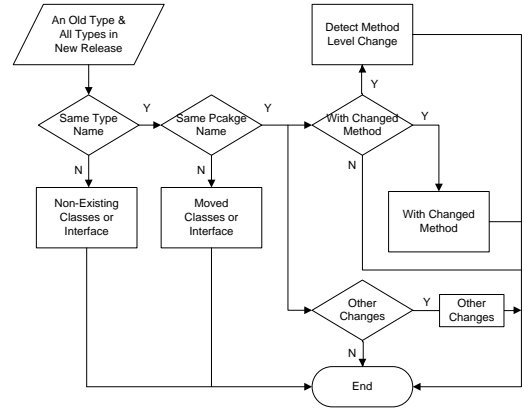 An Old Type &
All Types in
New Release
Detect Method
Level Change
Y
Same Type
Name
Y
Same Pcakge
Name
Y
With Changed
Method
Y
N
N
N
Non-Existing
Classes or
Interface
Moved
Classes or
Interface
With Changed
Method
Other
Changes
Y
Other
Changes
N
End